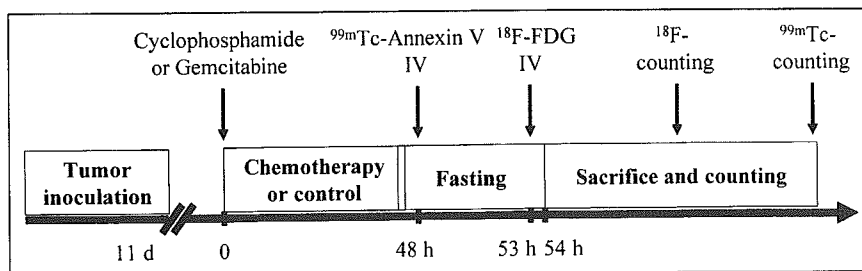 Cyclophosphamide
or Gemcitabine
99mTc-Annexin V
IV
18F-FDG
IV
18F-
counting
99mTc-
counting
Tumor
inoculation
Chemotherapy
or control
Fasting
Sacrifice and counting
11 d
0
48 h
53 h
54 h